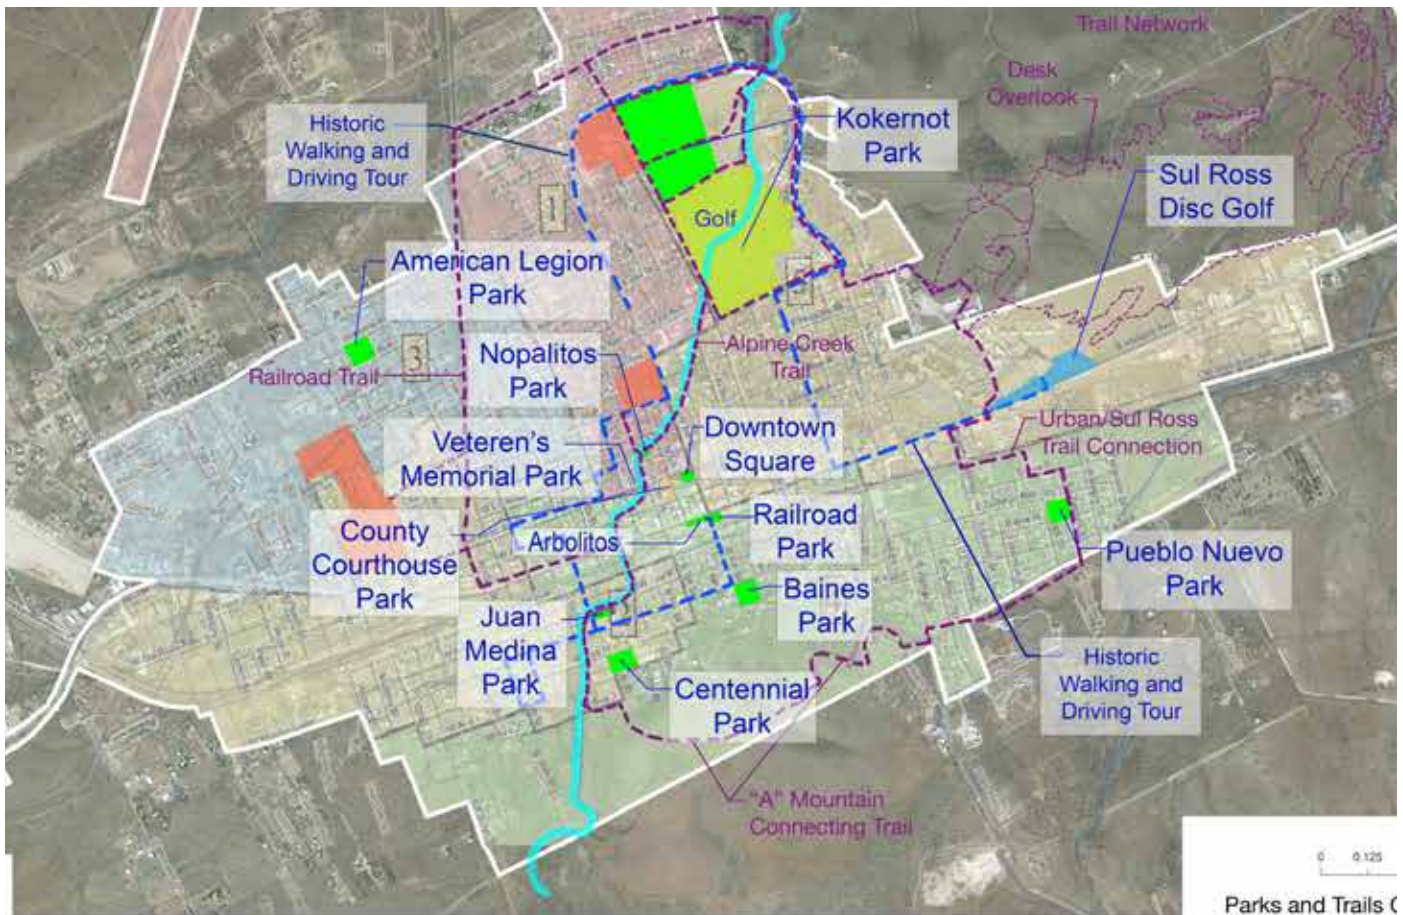 Trail Network
Desk
Overlook
Historic
Walking and
Driving Tour
Kokernot
Park
Sul Ross
Disc Golf
1
Golf
American Legion
Park
3
Railroad Trail
Nopalitos
Park
Alpine Creek
Trail
Veteren's
Memorial Park
Downtown
Square
Urban/Sul Ross
Trail Connection
County
Courthouse
Park
Arbolitos
Railroad
Park
Pueblo Nuevo
Park
Baines
Park
Juan
Medina
Park
Centennial
Park
Historic
Walking and
Driving Tour
"A" Mountain
Connecting Trail
0 0.125
Parks and Trails